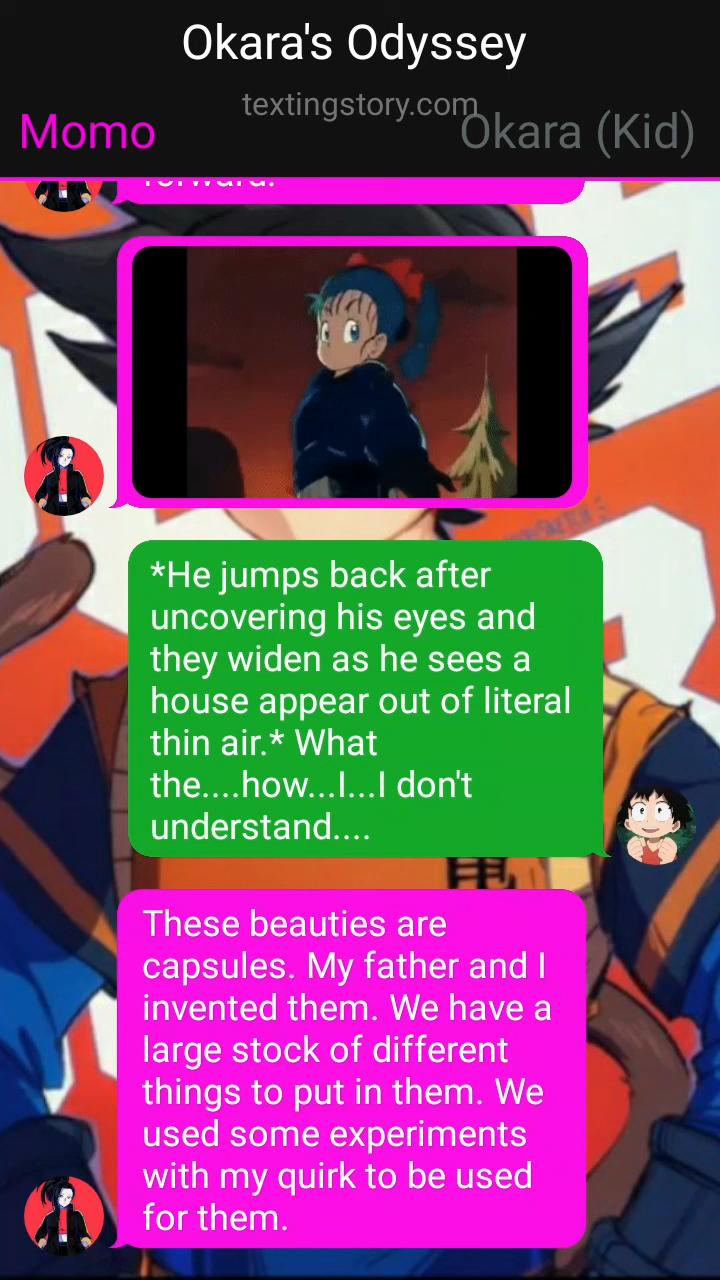 Okara's Odyssey
textingstory.com
Momo
Okara (Kid)
forward.
*He jumps back after
uncovering his eyes and
they widen as he sees a
house appear out of literal
thin air.* What
the....how...I...I don't
understand....
These beauties are
capsules. My father and I
invented them. We have a
large stock of different
things to put in them. We
used some experiments
with my quirk to be used
for them.